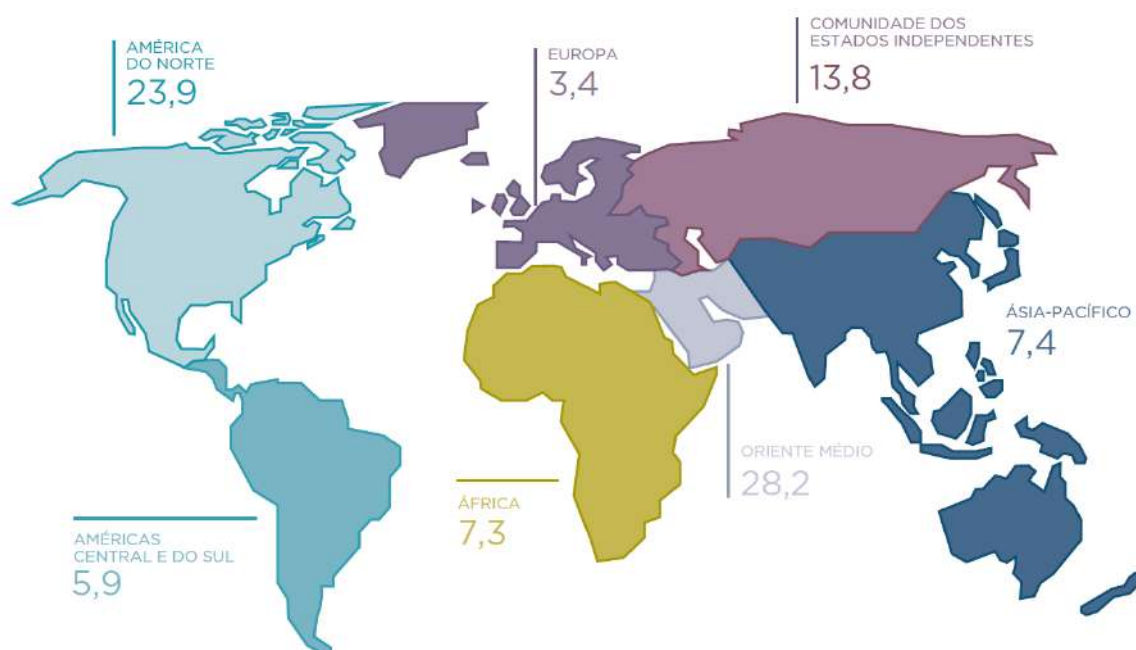 AMÉRICA
DO NORTE
23,9
EUROPA
3,4
COMUNIDADE DOS
ESTADOS INDEPENDENTES
13,8
ÁSIA-PACÍFICO
7,4
ORIENTE MÉDIO
28,2
ÁFRICA
7,3
AMÉRICAS
CENTRAL E DO SUL
5,9